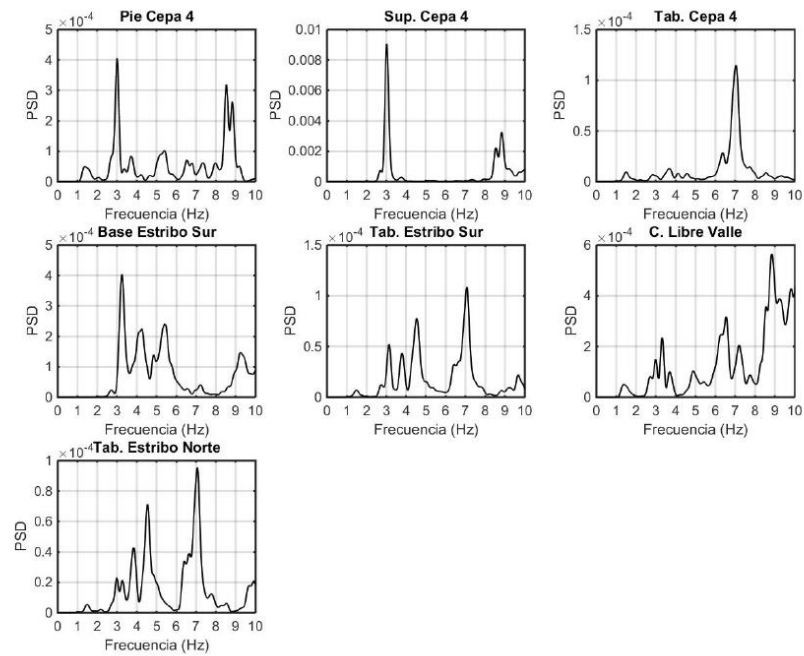 Pie Cepa 4
×10⁻⁴
5
4
3
2
1
0
PSD
0 1 2 3 4 5 6 7 8 9 10
Frecuencia (Hz)
Sup. Cepa 4
0.01
0.008
0.006
0.004
0.002
0
PSD
0 1 2 3 4 5 6 7 8 9 10
Frecuencia (Hz)
Tab. Cepa 4
×10⁻⁴
1.5
1
0.5
0
PSD
0 1 2 3 4 5 6 7 8 9 10
Frecuencia (Hz)
Base Estribo Sur
×10⁻⁴
5
4
3
2
1
0
PSD
0 1 2 3 4 5 6 7 8 9 10
Frecuencia (Hz)
Tab. Estribo Sur
×10⁻⁴
1.5
1
0.5
0
PSD
0 1 2 3 4 5 6 7 8 9 10
Frecuencia (Hz)
C. Libre Valle
×10⁻⁴
6
4
2
0
PSD
0 1 2 3 4 5 6 7 8 9 10
Frecuencia (Hz)
Tab. Estribo Norte
×10⁻⁴
1
0.8
0.6
0.4
0.2
0
PSD
0 1 2 3 4 5 6 7 8 9 10
Frecuencia (Hz)